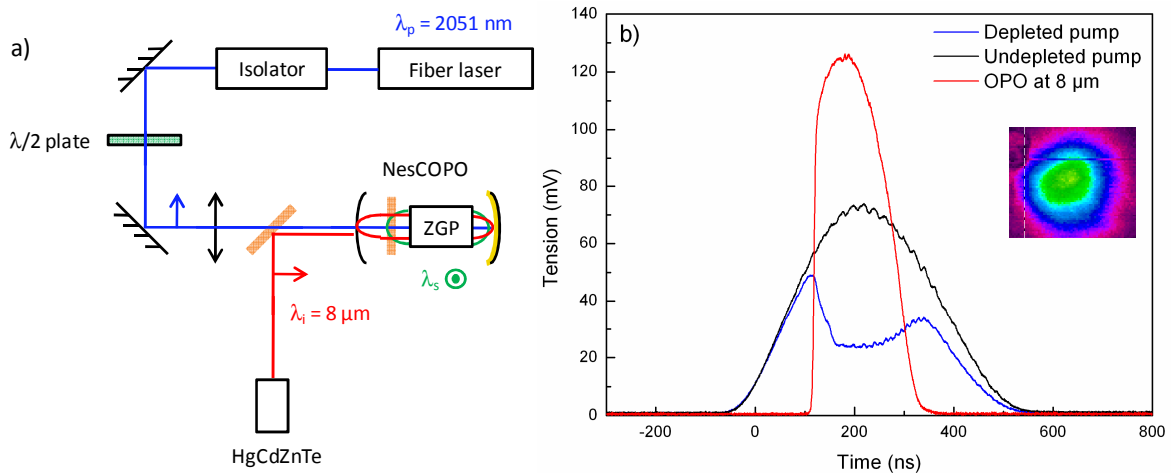 a)
λp = 2051 nm
Isolator
Fiber laser
λ/2 plate
NesCOPO
ZGP
λs
λi = 8 µm
HgCdZnTe
b)
Depleted pump
Undepleted pump
OPO at 8 µm
Tension (mV)
140
120
100
80
60
40
20
0
-200
0
200
400
600
800
Time (ns)